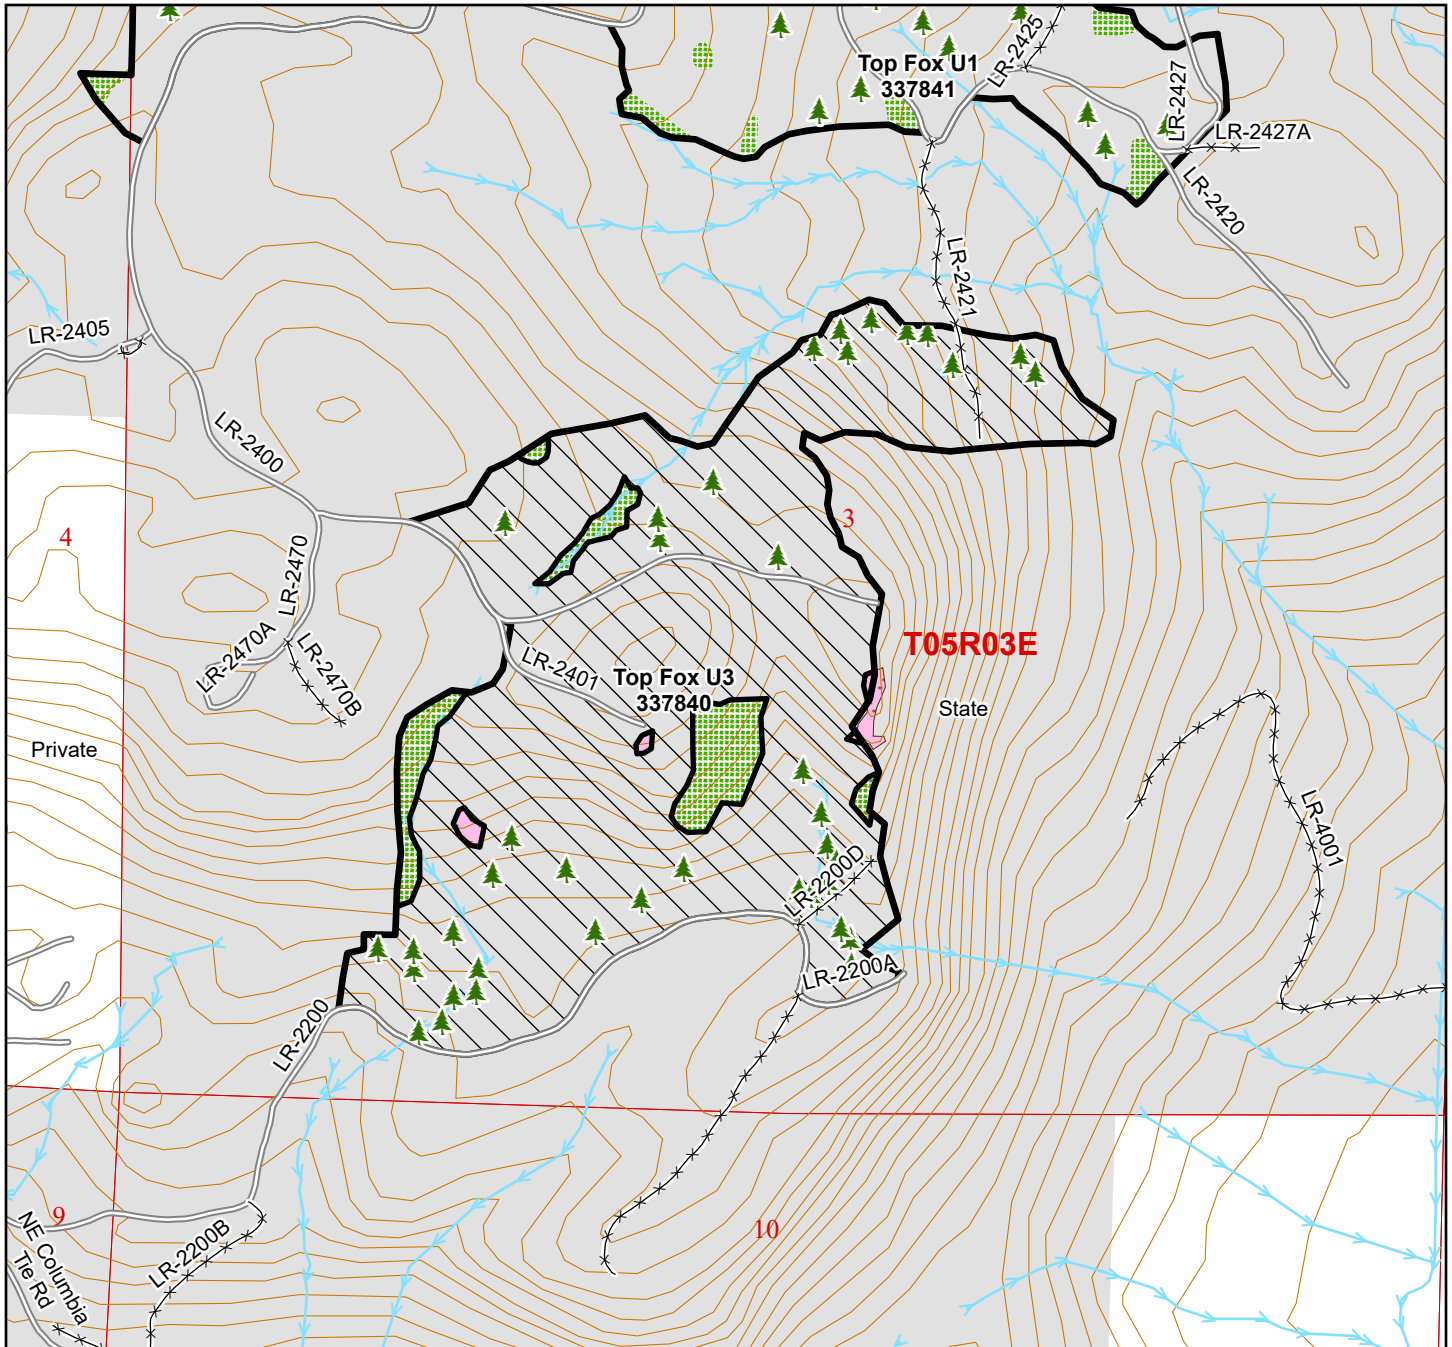 LR-2425
Top Fox U1
337841
LR-2427
LR-2427A
LR-2420
LR-2421
LR-2405
LR-2400
3
4
LR-2470
LR-2470A
LR-2470B
LR-2401
T05R03E
Top Fox U3
337840
State
Private
LR-4001
LR-2200D
LR-2200A
LR-2200
9
10
LR-2200B
NE Columbia
Tie Rd